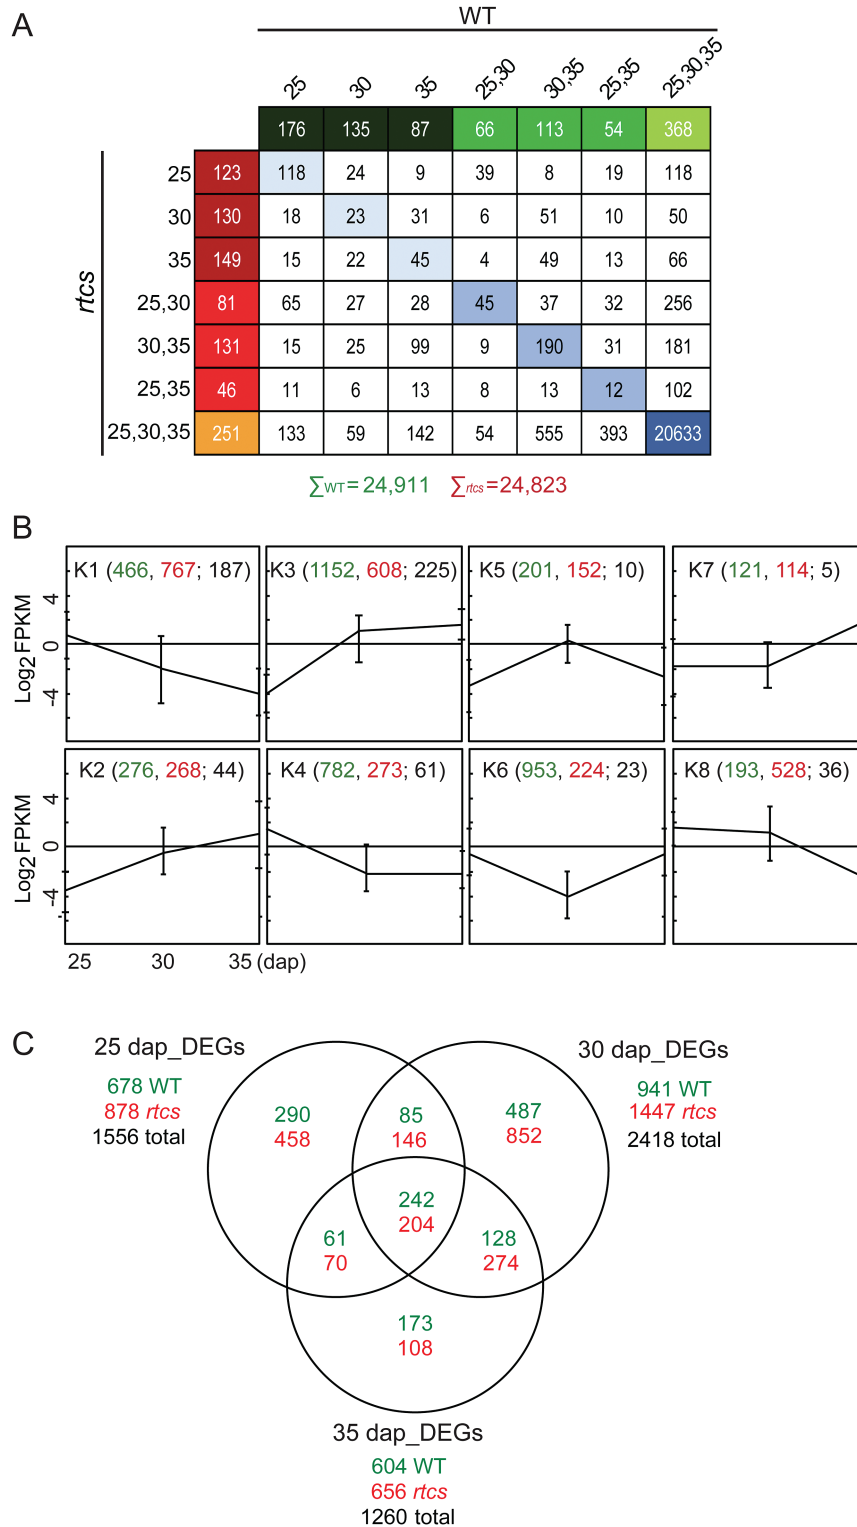 A
WT
25 30 35 25,30 30,35 25,35 25,30,35
176 135 87 66 113 54 368
rtcs
25 123 118 24 9 39 8 19 118
30 130 18 23 31 6 51 10 50
35 149 15 22 45 4 49 13 66
25,30 81 65 27 28 45 37 32 256
30,35 131 15 25 99 9 190 31 181
25,35 46 11 6 13 8 13 12 102
25,30,35 251 133 59 142 54 555 393 20633
∑WT=24,911 ∑rtcs=24,823
B
K1 (466, 767; 187) K3 (1152, 608; 225) K5 (201, 152; 10) K7 (121, 114; 5)
Log2FPKM
4
0
-4
K2 (276, 268; 44) K4 (782, 273; 61) K6 (953, 224; 23) K8 (193, 528; 36)
Log2FPKM
4
0
-4
25 30 35 (dap)
C
25 dap_DEGs
678 WT
878 rtcs
1556 total
30 dap_DEGs
941 WT
1447 rtcs
2418 total
290 85 487
458 146 852
242
204
61 128
70 274
173
108
35 dap_DEGs
604 WT
656 rtcs
1260 total